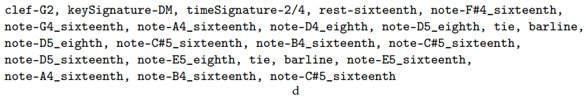 clef-G2, keySignature-DM, timeSignature-2/4, rest-sixteenth, note-F#4_sixteenth,
note-G4_sixteenth, note-A4_sixteenth, note-D4_eighth, note-D5_eighth, tie, barline,
note-D5_eighth, note-C#5_sixteenth, note-B4_sixteenth, note-C#5_sixteenth,
note-D5_sixteenth, note-E5_eighth, tie, barline, note-E5_sixteenth,
note-A4_sixteenth, note-B4_sixteenth, note-C#5_sixteenth
d